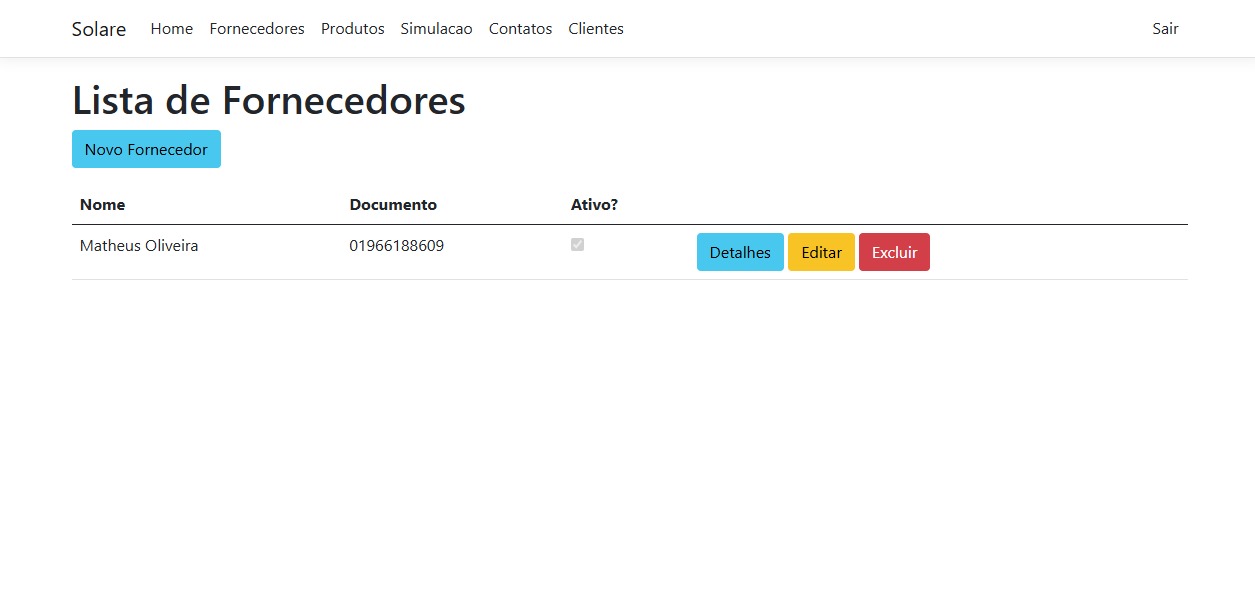 Solare Home Fornecedores Produtos Simulacao Contatos Clientes Sair
Lista de Fornecedores
Novo Fornecedor
Nome Documento Ativo?
Matheus Oliveira 01966188609 Detalhes Editar Excluir